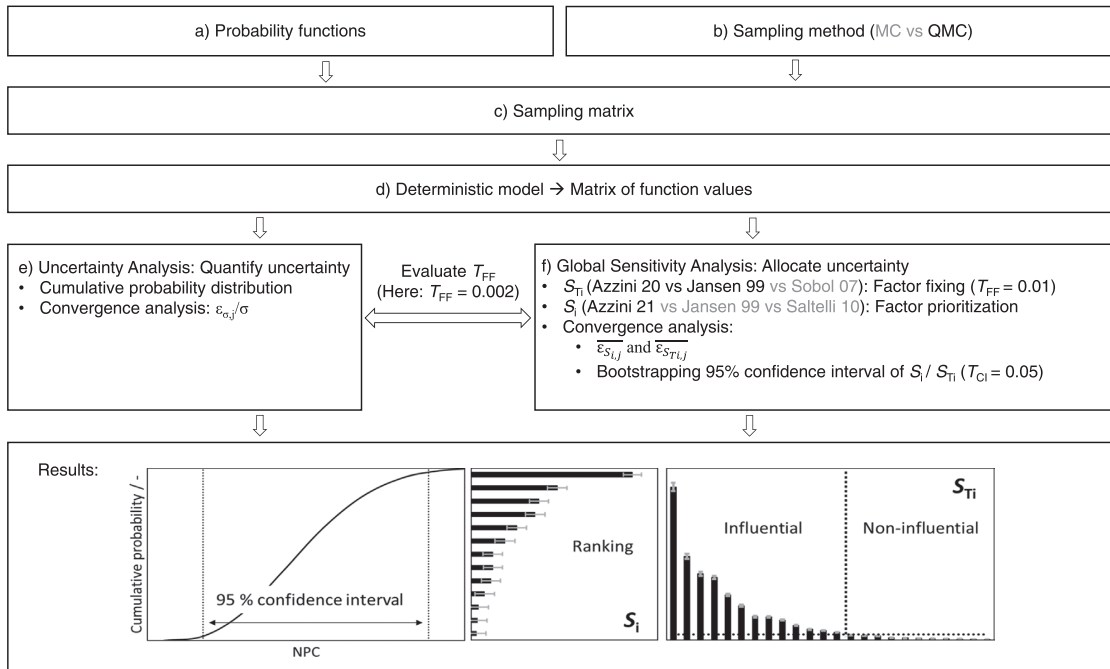 a) Probability functions
b) Sampling method (MC vs QMC)
c) Sampling matrix
d) Deterministic model → Matrix of function values
e) Uncertainty Analysis: Quantify uncertainty
• Cumulative probability distribution
• Convergence analysis: εσ,j/σ
Evaluate TFF
(Here: TFF = 0.002)
f) Global Sensitivity Analysis: Allocate uncertainty
• STi (Azzini 20 vs Jansen 99 vs Sobol 07): Factor fixing (TFF = 0.01)
• Si (Azzini 21 vs Jansen 99 vs Saltelli 10): Factor prioritization
• Convergence analysis:
• εSi,j and εSTi,j
• Bootstrapping 95% confidence interval of Si / STi (TCI = 0.05)
Results:
Cumulative probability / -
95 % confidence interval
NPC
Ranking
Si
STi
Influential
Non-influential